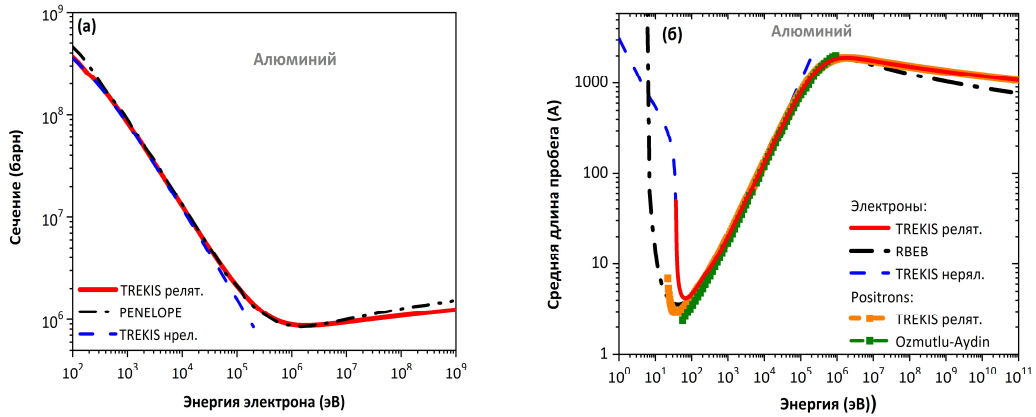 (а)
Алюминий
Сечение (барн)
10⁹
10⁸
10⁷
10⁶
TREKIS релят.
PENELOPE
TREKIS нрел.
10² 10³ 10⁴ 10⁵ 10⁶ 10⁷ 10⁸ 10⁹
Энергия электрона (эВ)
(б)
Алюминий
Средняя длина пробега (А)
1000
100
10
1
Электроны:
TREKIS релят.
RBEB
TREKIS нерял.
Positrons:
TREKIS релят.
Ozmutlu-Aydin
10⁰ 10¹ 10² 10³ 10⁴ 10⁵ 10⁶ 10⁷ 10⁸ 10⁹ 10¹⁰ 10¹¹
Энергия (эВ))